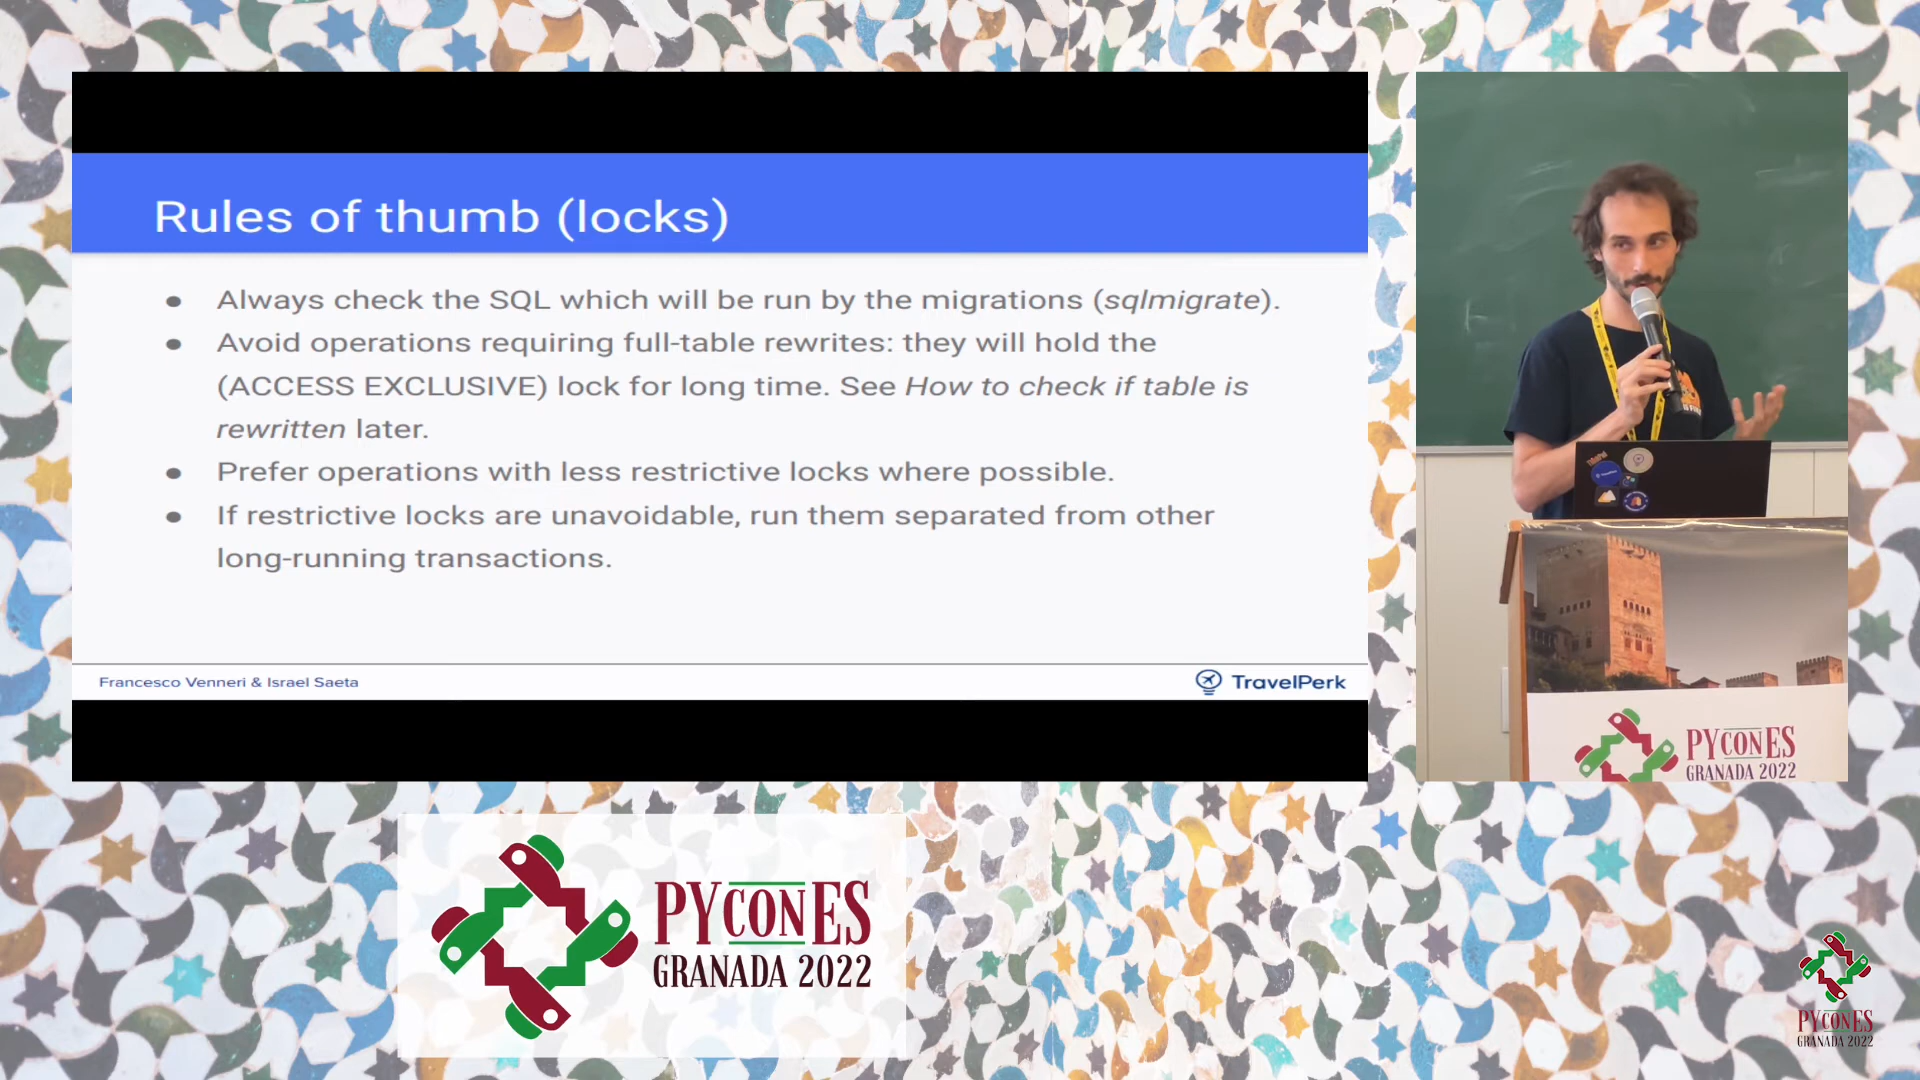 Rules of thumb (locks)
● Always check the SQL which will be run by the migrations (sqlmigrate).
● Avoid operations requiring full-table rewrites: they will hold the
(ACCESS EXCLUSIVE) lock for long time. See How to check if table is
rewritten later.
● Prefer operations with less restrictive locks where possible.
● If restrictive locks are unavoidable, run them separated from other
long-running transactions.
Francesco Venneri & Israel Saeta
TravelPerk
PYCONES
GRANADA 2022
PYCONES
GRANADA 2022
PYCONES
GRANADA 2022